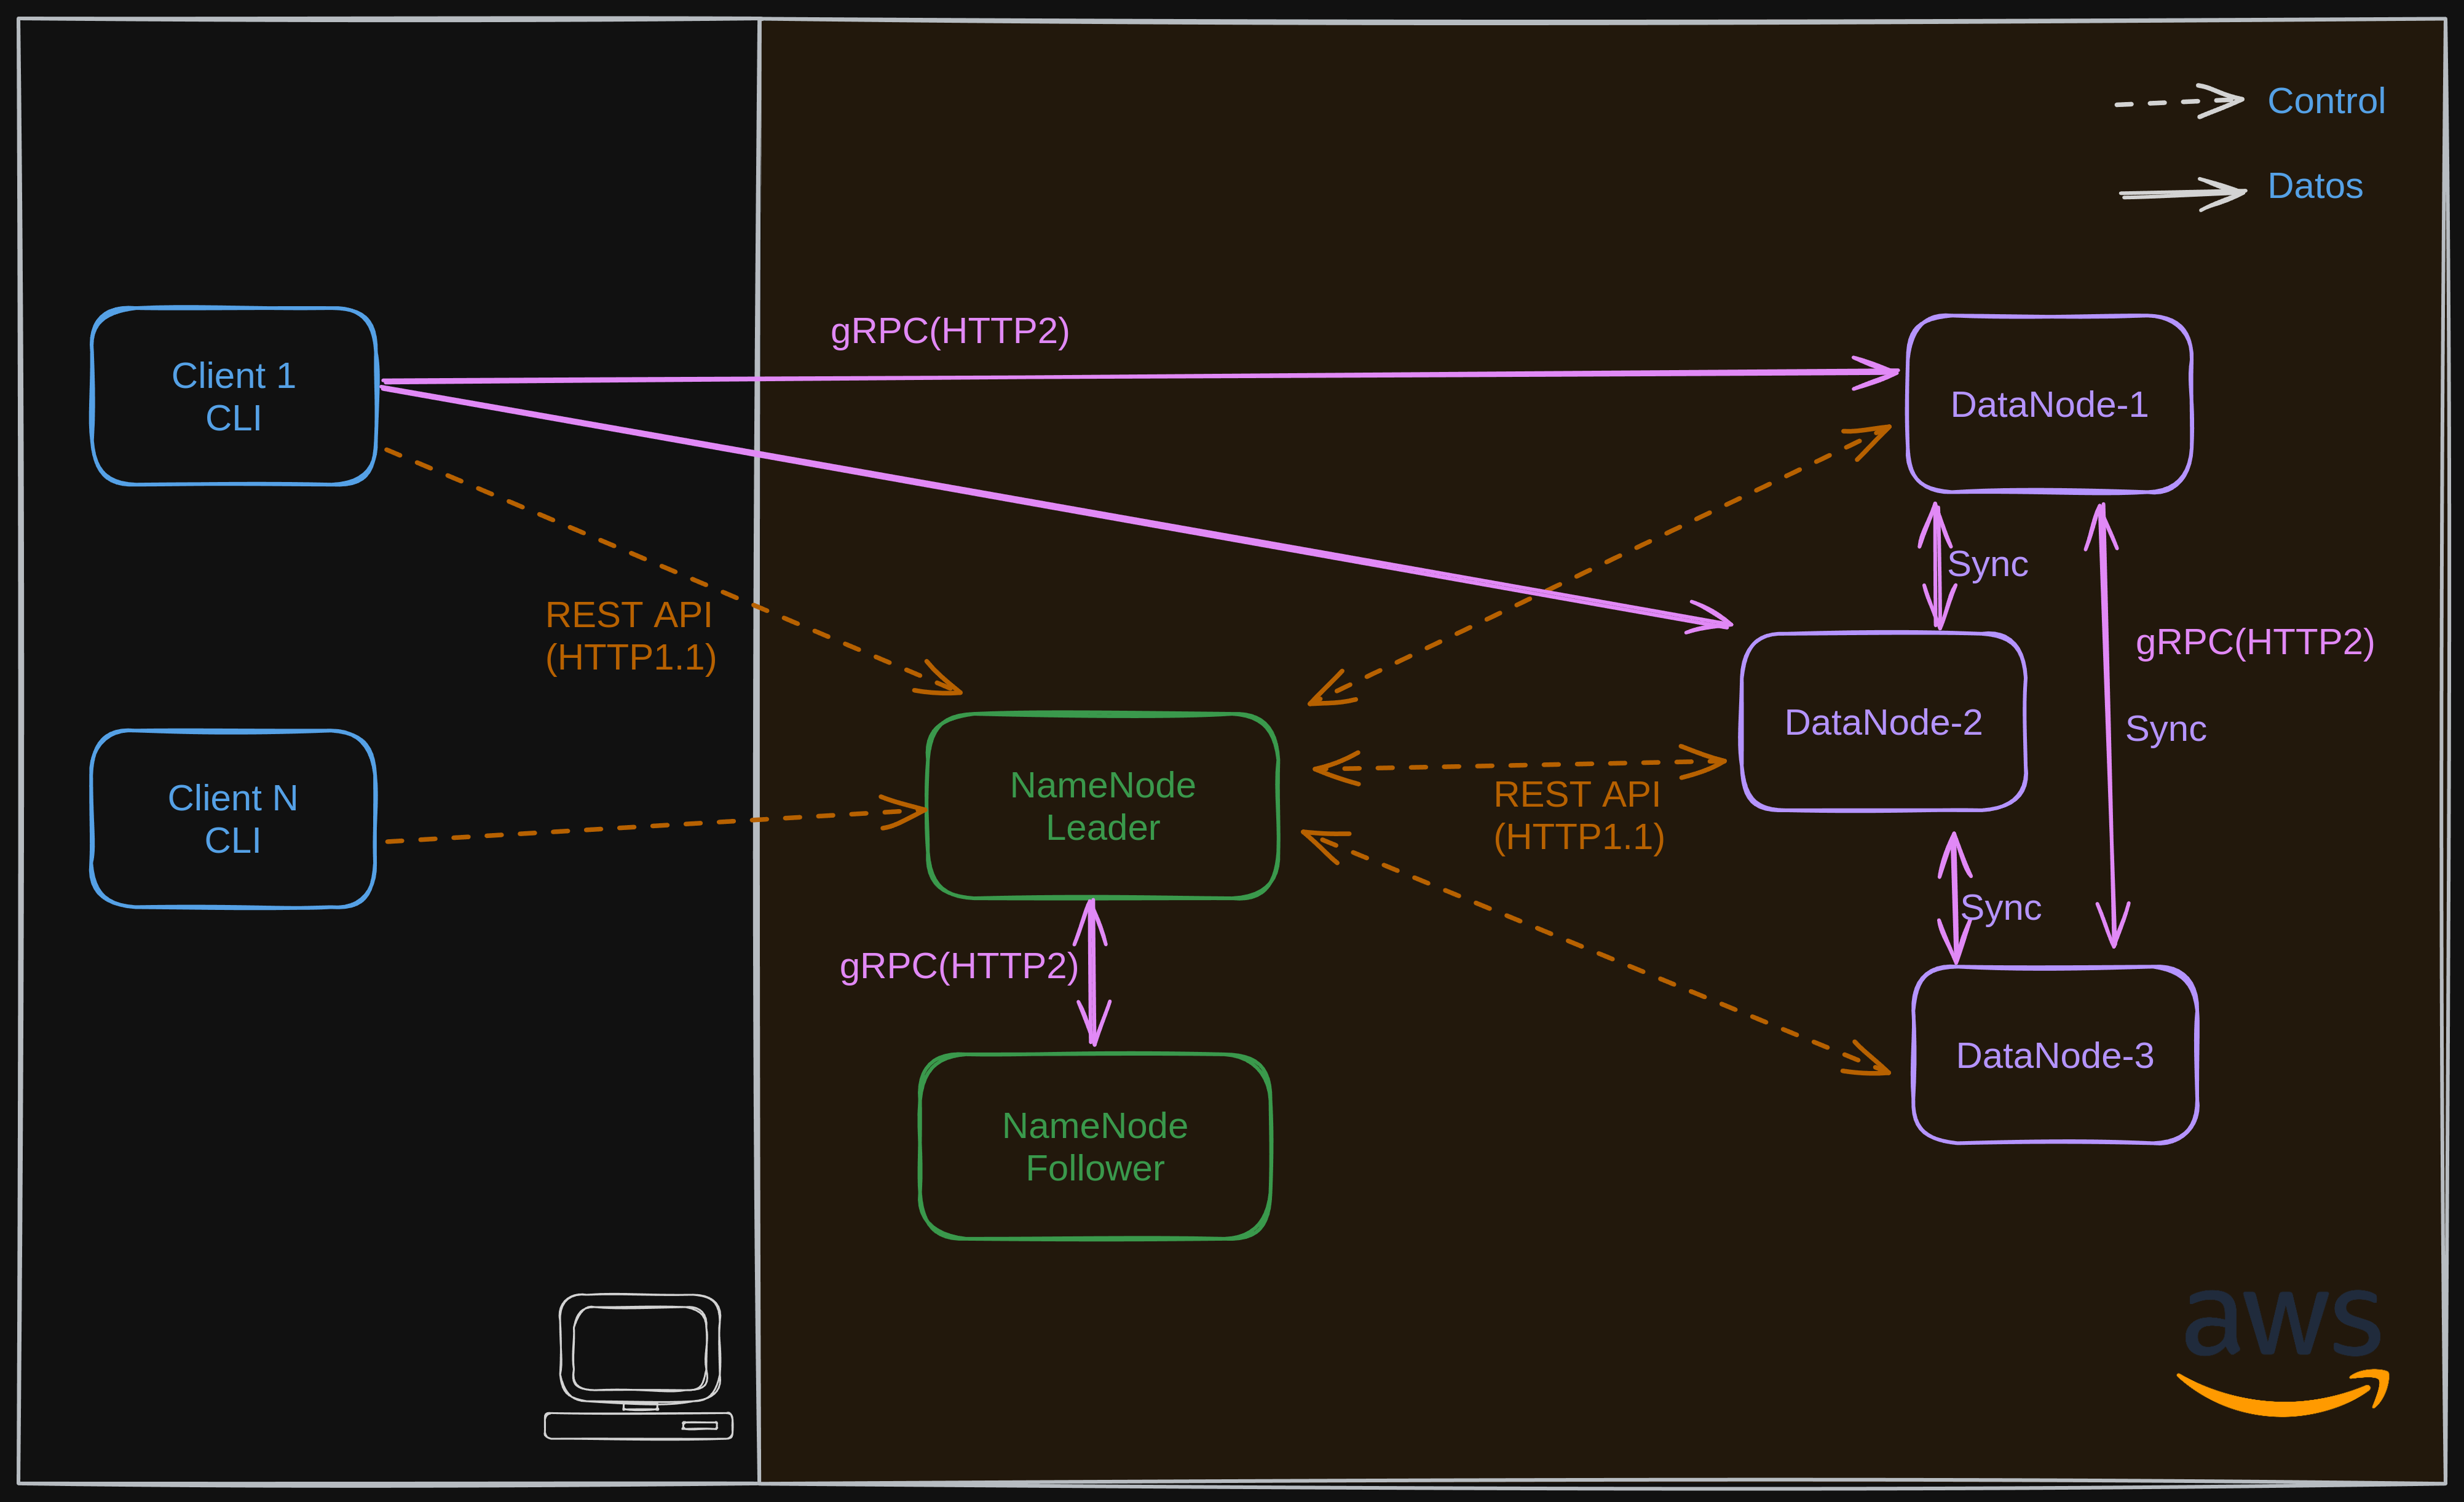 Control
Datos
gRPC(HTTP2)
Client 1
CLI
DataNode-1
Sync
REST API
(HTTP1.1)
gRPC(HTTP2)
DataNode-2
Sync
Client N
CLI
NameNode
Leader
REST API
(HTTP1.1)
Sync
gRPC(HTTP2)
DataNode-3
NameNode
Follower
aws